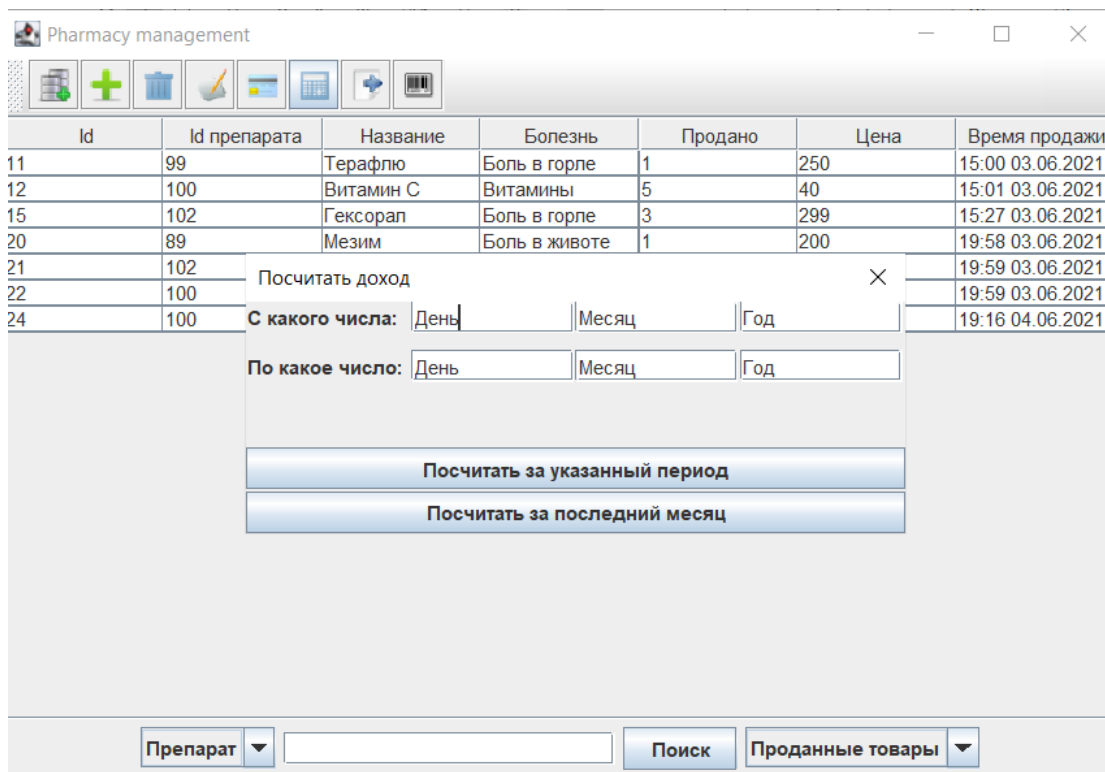 Pharmacy management
Id Id препарата Название Болезнь Продано Цена Время продажи
11 99 Терафлю Боль в горле 1 250 15:00 03.06.2021
12 100 Витамин С Витамины 5 40 15:01 03.06.2021
15 102 Гексорал Боль в горле 3 299 15:27 03.06.2021
20 89 Мезим Боль в животе 1 200 19:58 03.06.2021
21 102 19:59 03.06.2021
22 100 19:59 03.06.2021
24 100 19:16 04.06.2021
Посчитать доход
С какого числа: День Месяц Год
По какое число: День Месяц Год
Посчитать за указанный период
Посчитать за последний месяц
Препарат Поиск Проданные товары